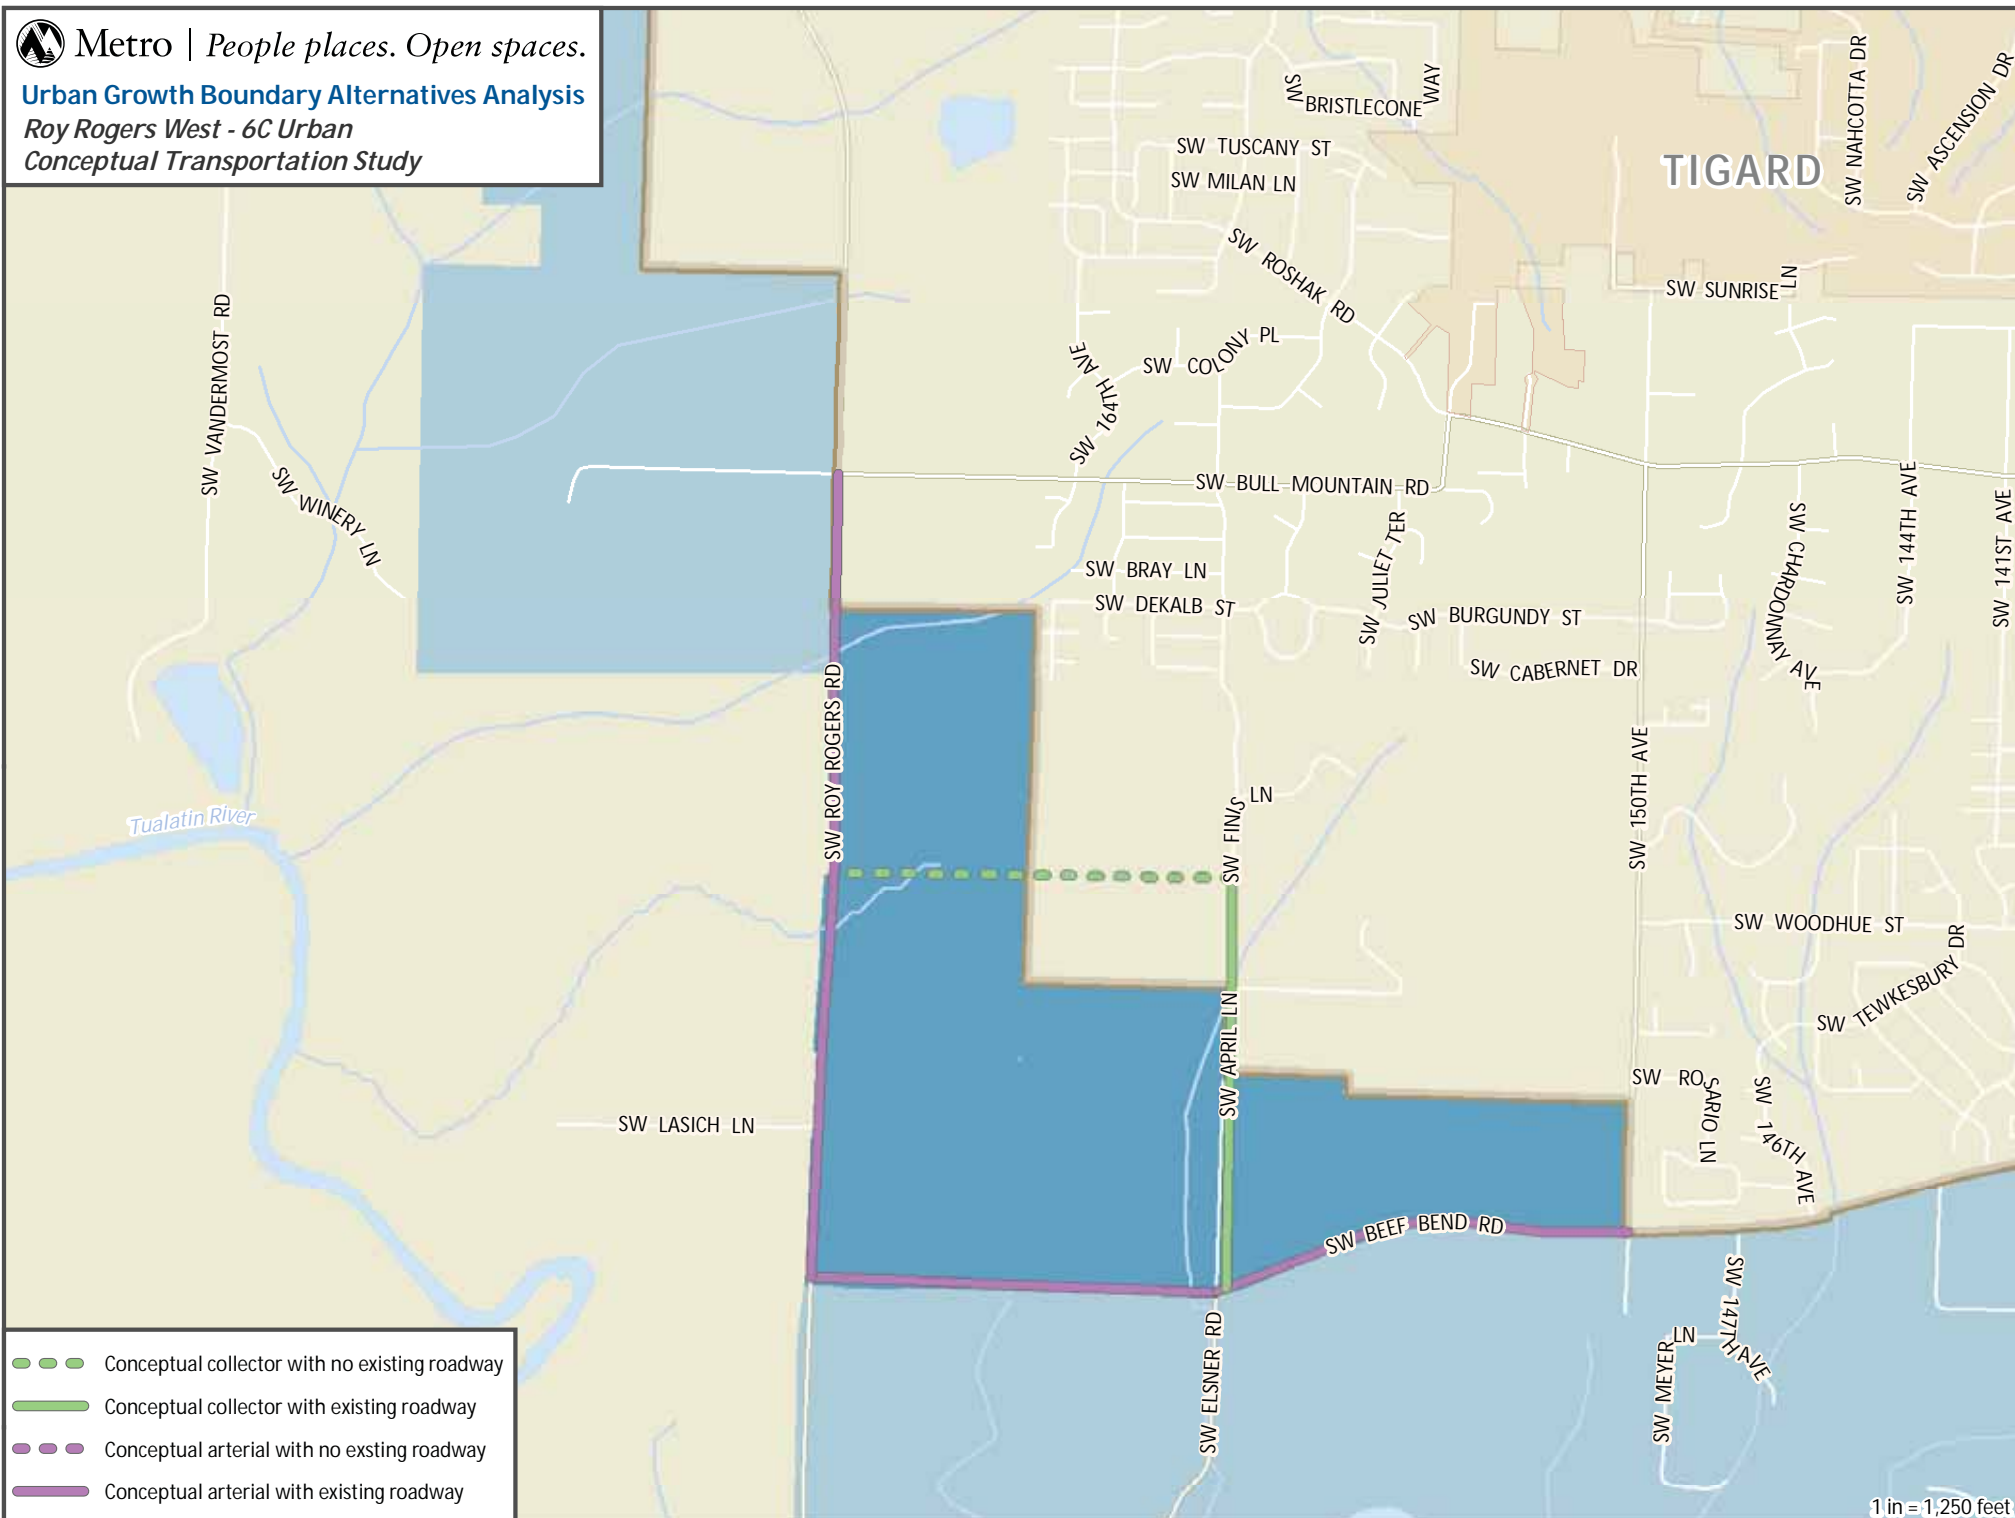 Metro | People places. Open spaces.
Urban Growth Boundary Alternatives Analysis
Roy Rogers West - 6C Urban
Conceptual Transportation Study
SW BRISTLECONE WAY
SW NAHCOTTA DR
SW ASCENSION DR
SW TUSCANY ST
TIGARD
SW MILAN LN
SW ROSHAK RD
SW SUNRISE LN
SW VANDERMOST RD
SW COLONY PL
SW 164TH AVE
SW WINERY LN
SW BULL MOUNTAIN RD
SW 144TH AVE
SW 141ST AVE
SW CHARDONNAY AVE
SW JULIET TER
SW BRAY LN
SW DEKALB ST
SW BURGUNDY ST
SW CABERNET DR
SW ROY ROGERS RD
SW 150TH AVE
SW FINIS LN
Tualatin River
SW WOODHUE ST
SW TEWKESBURY DR
SW APRIL LN
SW ROSARIO LN
SW 146TH AVE
SW LASICH LN
SW BEEF BEND RD
SW 147TH AVE
SW ELSNER RD
SW MEYER LN
Conceptual collector with no existing roadway
Conceptual collector with existing roadway
Conceptual arterial with no exsting roadway
Conceptual arterial with existing roadway
1 in = 1,250 feet